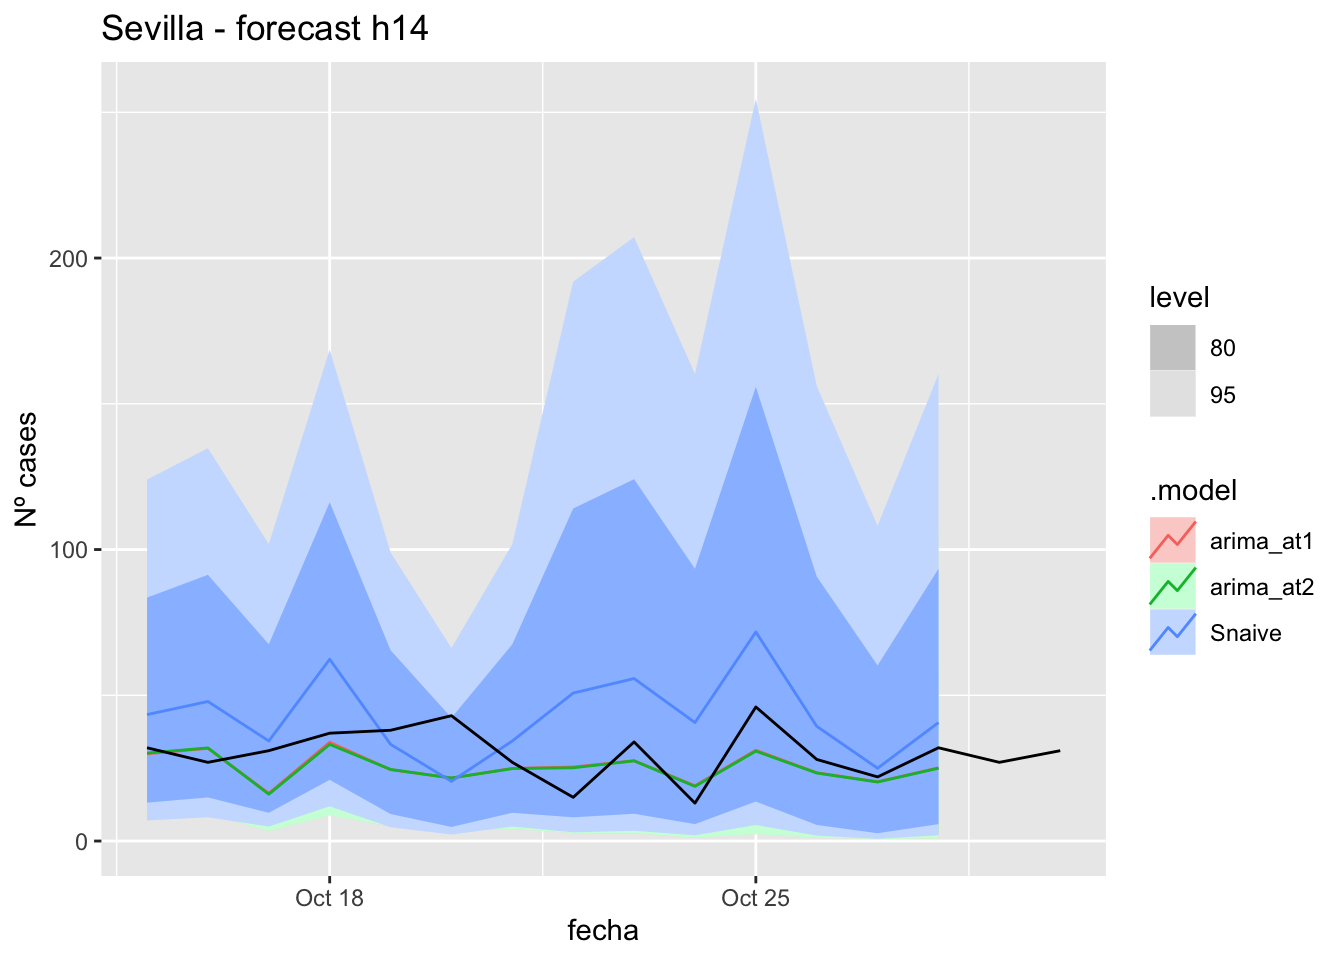 Sevilla - forecast h14
200
100
0
Nº cases
Oct 18
Oct 25
fecha
level
80
95
.model
arima_at1
arima_at2
Snaive